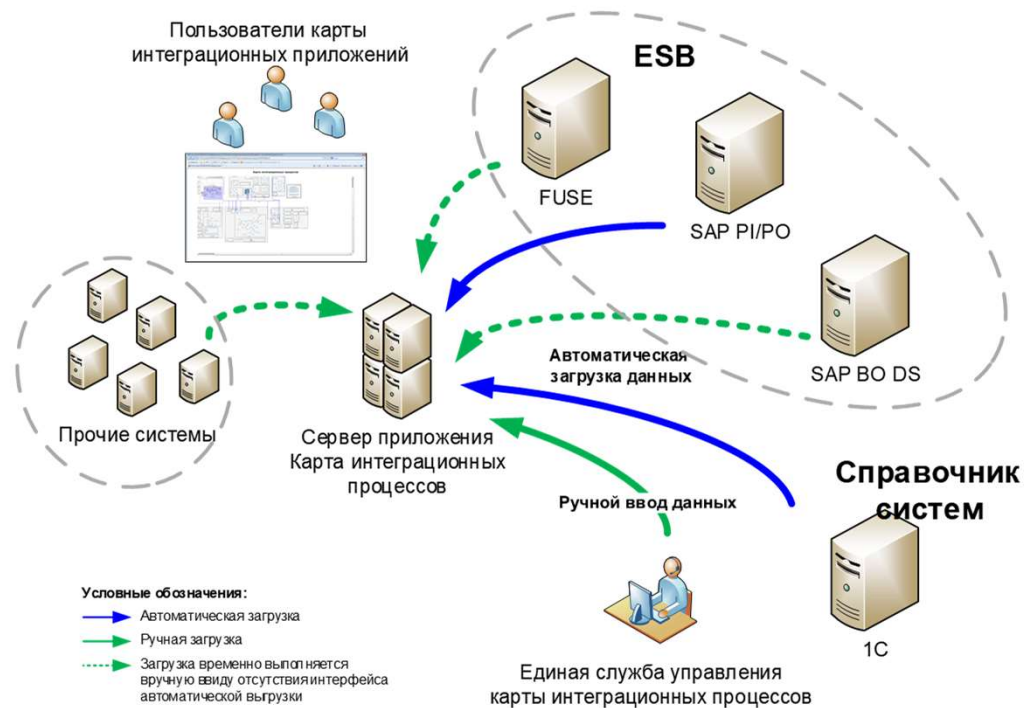 Пользователи карты
интеграционных приложений
ESB
FUSE
SAP PI/PO
SAP BO DS
Автоматическая
загрузка данных
Прочие системы
Сервер приложения
Карта интеграционных
процессов
Справочник
систем
Ручной ввод данных
1С
Единая служба управления
карты интеграционных процессов
Условные обозначения:
Автоматическая загрузка
Ручная загрузка
Загрузка временно выполняется
вручную ввиду отсутствия интерфейса
автоматической выгрузки